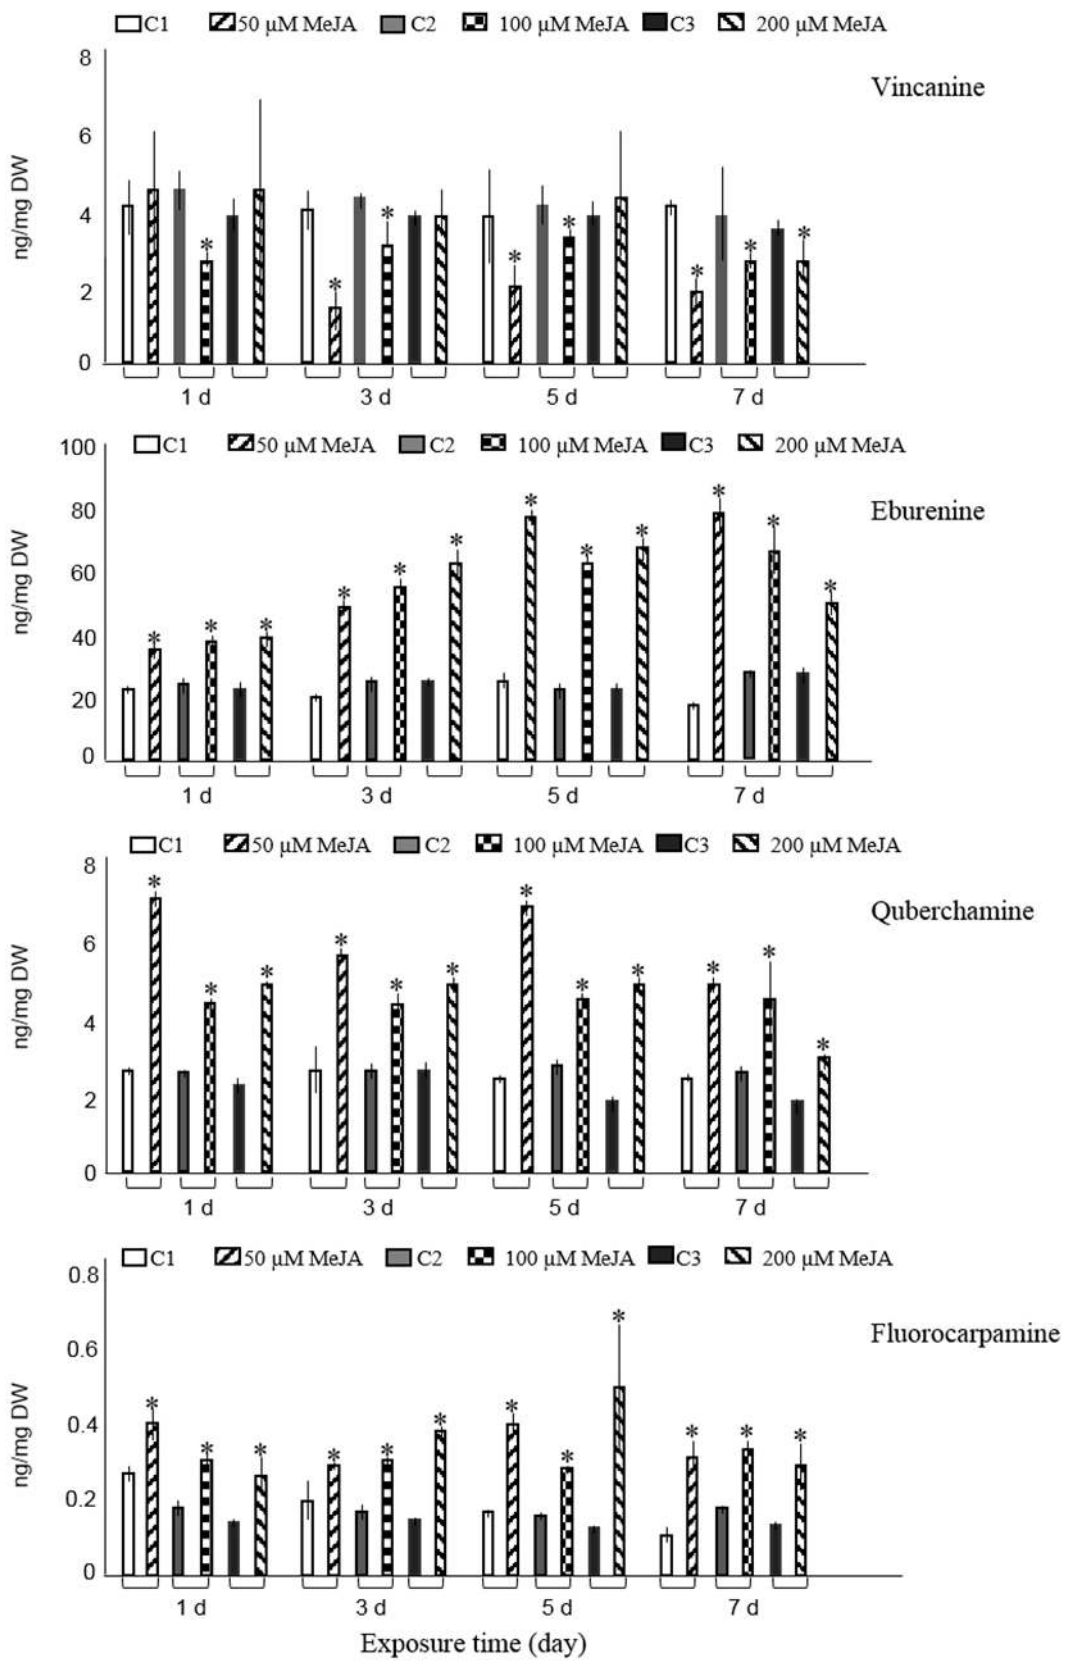 C1 50 µM MeJA C2 100 µM MeJA C3 200 µM MeJA
Vincanine
ng/mg DW
8
6
4
2
0
* * * * * * * * *
1 d 3 d 5 d 7 d
C1 50 µM MeJA C2 100 µM MeJA C3 200 µM MeJA
Eburenine
ng/mg DW
100
80
60
40
20
0
* * * * * * * * * * * *
1 d 3 d 5 d 7 d
C1 50 µM MeJA C2 100 µM MeJA C3 200 µM MeJA
Quberchamine
ng/mg DW
8
6
4
2
0
* * * * * * * * * * * *
1 d 3 d 5 d 7 d
C1 50 µM MeJA C2 100 µM MeJA C3 200 µM MeJA
Fluorocarpamine
ng/mg DW
0.8
0.6
0.4
0.2
0
* * * * * * * * * * * *
1 d 3 d 5 d 7 d
Exposure time (day)